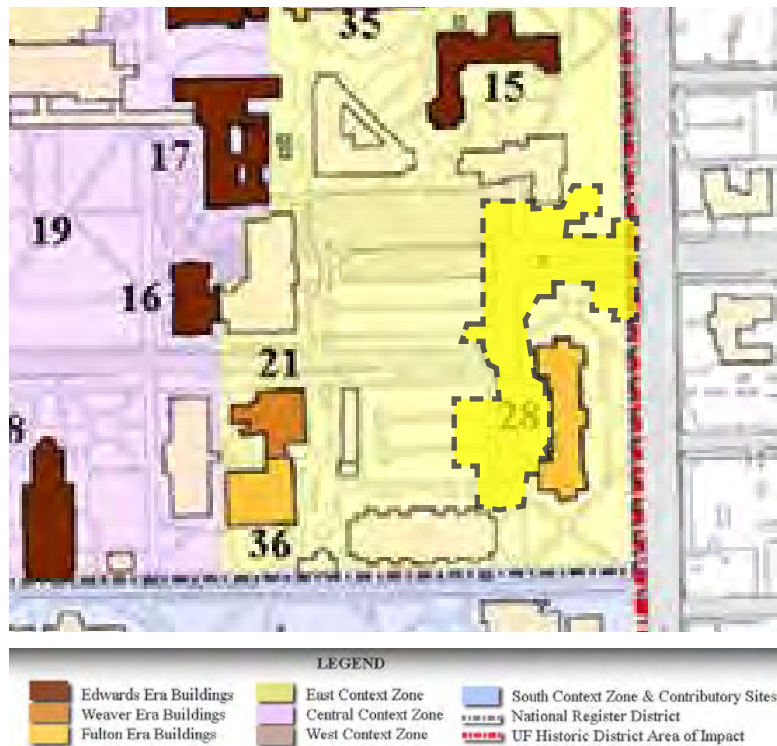 35
15
17
19
16
21
8
28
36
LEGEND
Edwards Era Buildings
East Context Zone
South Context Zone & Contributory Sites
Weaver Era Buildings
Central Context Zone
National Register District
Fulton Era Buildings
West Context Zone
UF Historic District Area of Impact